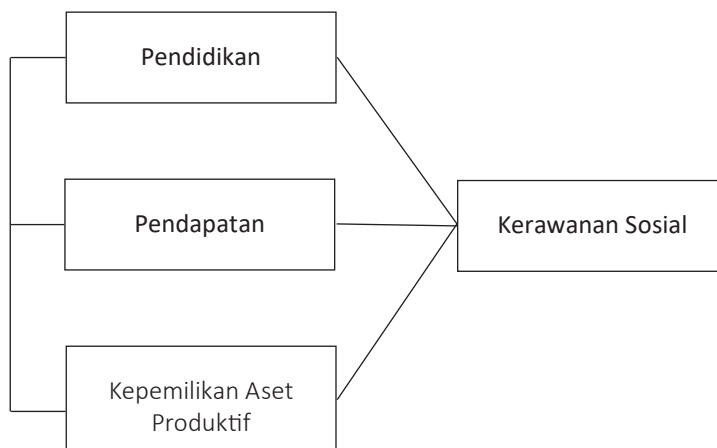 Pendidikan
Pendapatan
Kerawanan Sosial
Kepemilikan Aset
Produktif